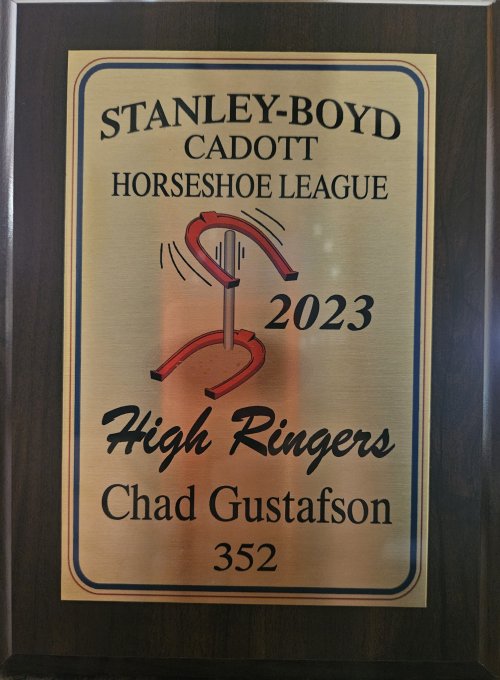 STANLEY-BOYD
CADOTT
HORSESHOE LEAGUE
2023
High Ringers
Chad Gustafson
352